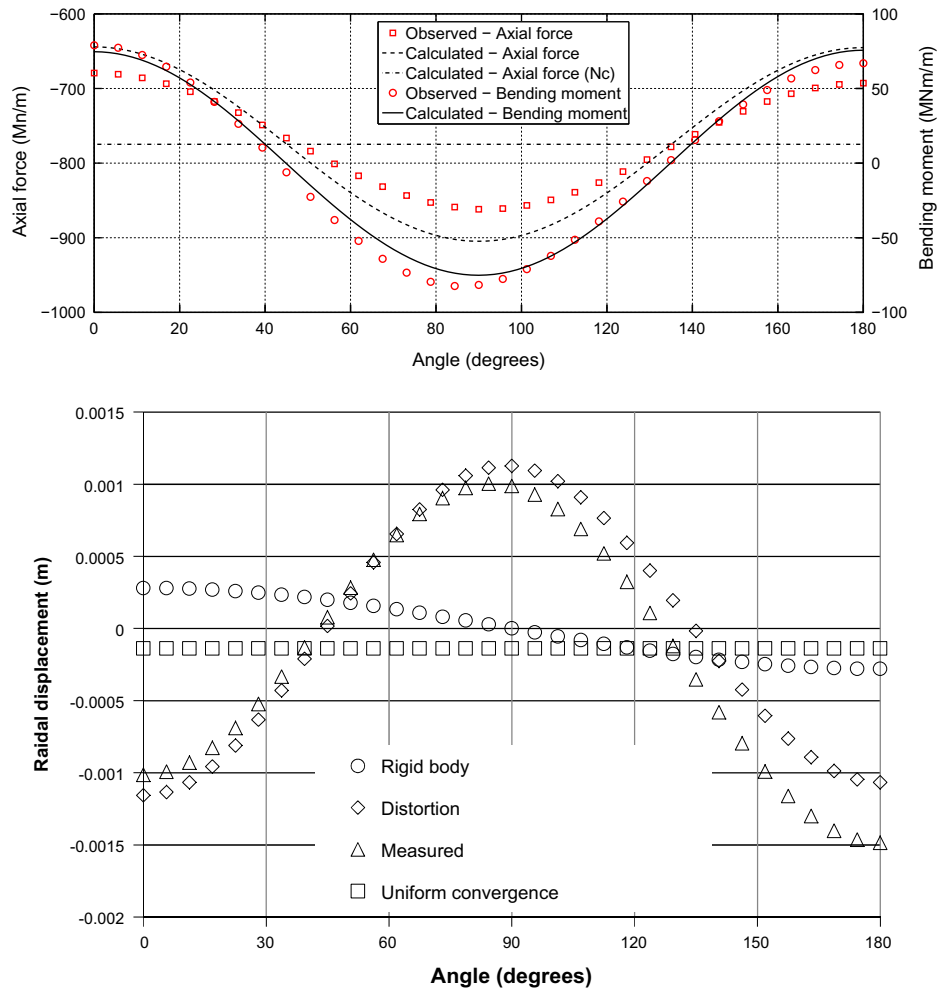 −600
−700
−800
−900
−1000
100
50
0
−50
−100
Axial force (Mn/m)
Bending moment (MNm/m)
Observed − Axial force
Calculated − Axial force
Calculated − Axial force (Nc)
Observed − Bending moment
Calculated − Bending moment
0 20 40 60 80 100 120 140 160 180
Angle (degrees)
0.0015
0.001
0.0005
0
-0.0005
-0.001
-0.0015
-0.002
Raidal displacement (m)
Rigid body
Distortion
Measured
Uniform convergence
0 30 60 90 120 150 180
Angle (degrees)